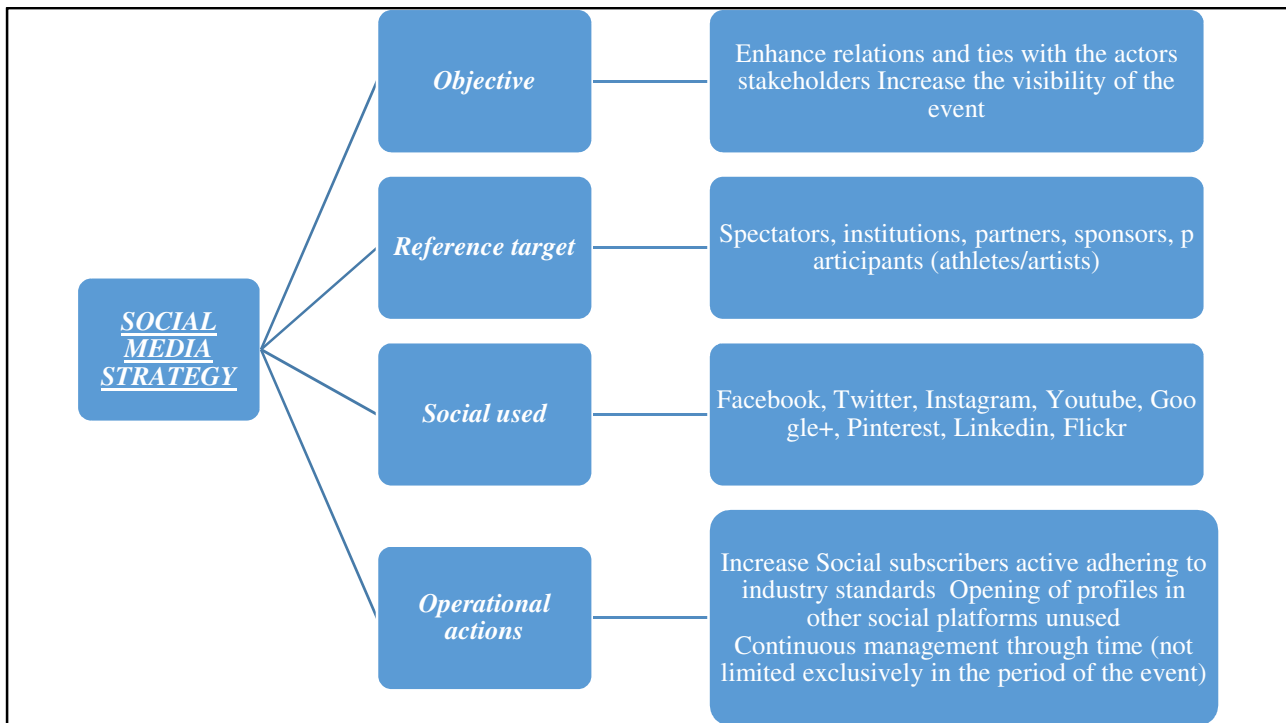 Objective
Enhance relations and ties with the actors
stakeholders Increase the visibility of the
event
Reference target
Spectators, institutions, partners, sponsors, p
articipants (athletes/artists)
SOCIAL
MEDIA
STRATEGY
Social used
Facebook, Twitter, Instagram, Youtube, Goo
gle+, Pinterest, Linkedin, Flickr
Operational
actions
Increase Social subscribers active adhering to
industry standards  Opening of profiles in
other social platforms unused
Continuous management through time (not
limited exclusively in the period of the event)